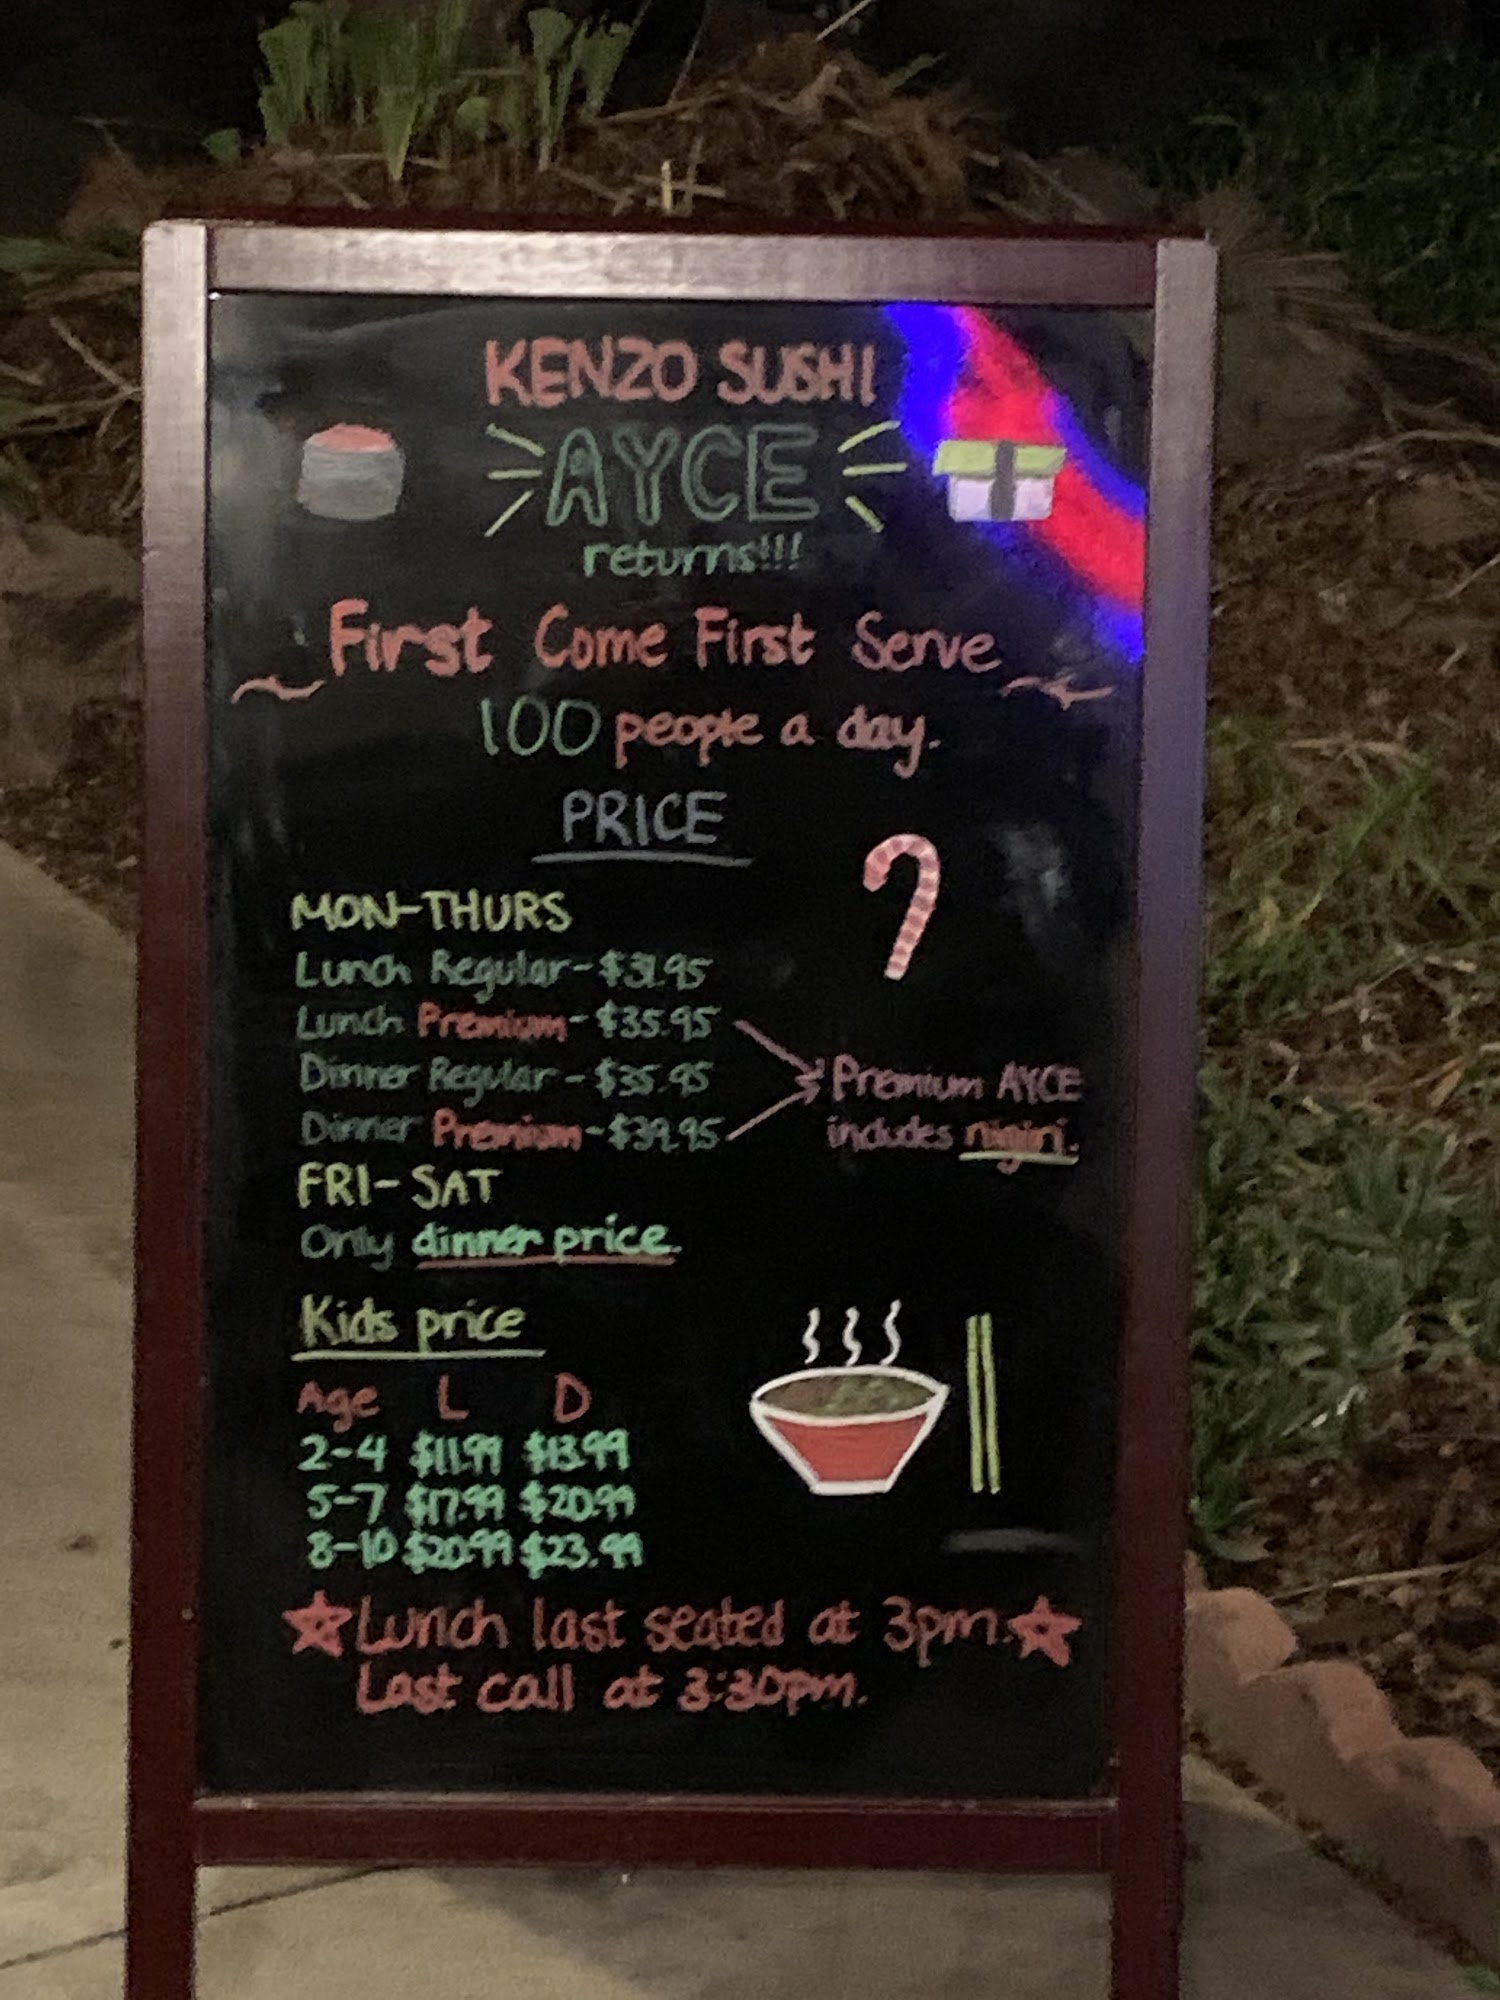 KENZO SUSHI
AYCE
returns!!!
First Come First Serve
100 people a day.
PRICE
MON-THURS
Lunch Regular - $31.95
Lunch Premium - $35.95
Dinner Regular - $35.95
Dinner Premium - $39.95
Premium AYCE
includes nigiri.
FRI-SAT
Only dinner price.
Kids price
Age L D
2-4 $11.99 $13.99
5-7 $17.99 $20.99
8-10 $20.99 $23.99
Lunch last seated at 3pm.
Last call at 3:30pm.